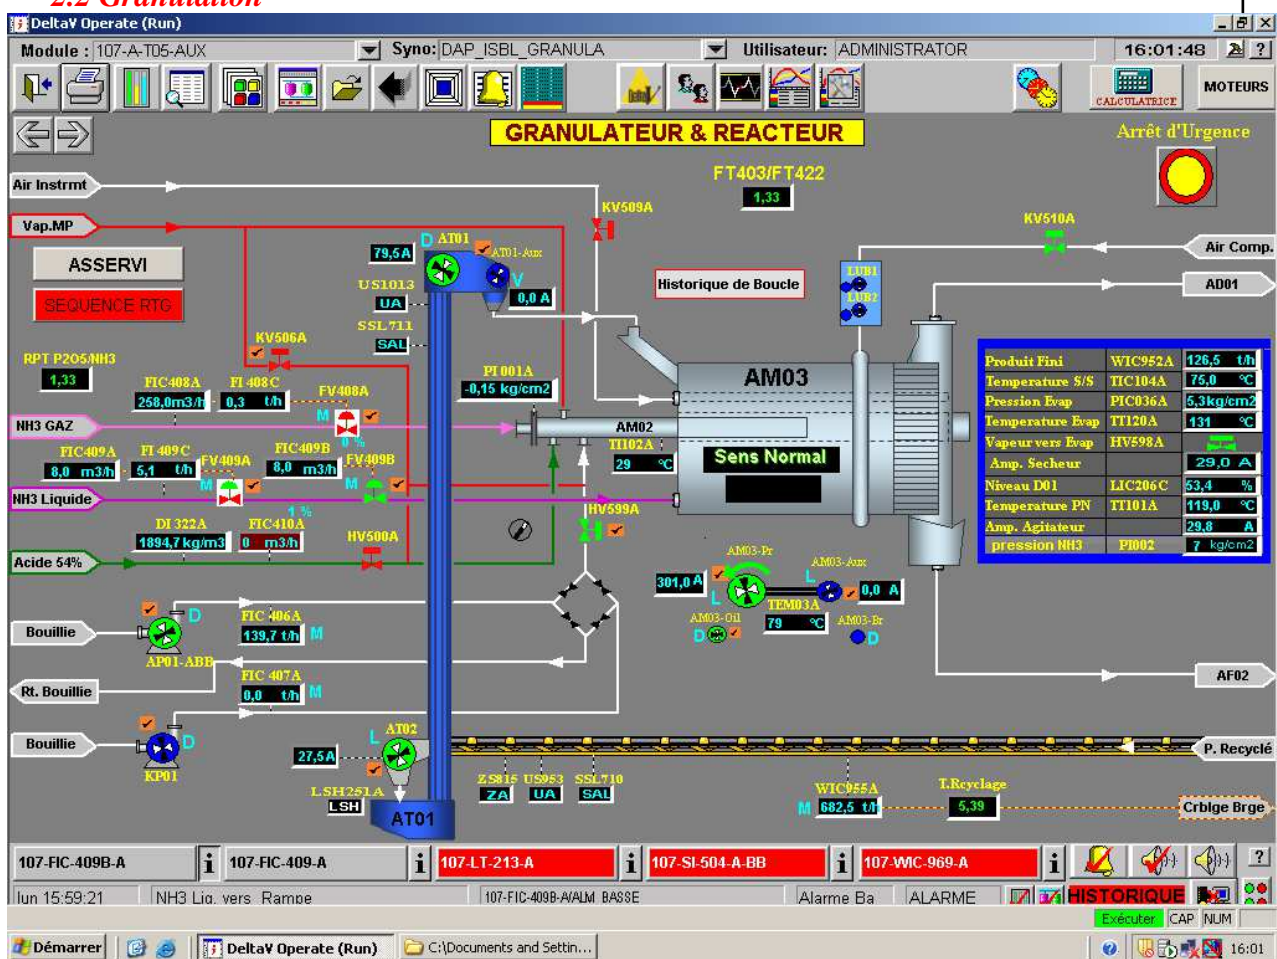 2.2 Granulation
DeltaV Operate (Run)
Module : 107-A-T05-AUX Syno: DAP_ISBL_GRANULA Utilisateur: ADMINISTRATOR 16:01:48 ?
CALCULATRICE MOTEURS
GRANULATEUR & REACTEUR
Arrêt d'Urgence
FT403/FT422
1,33
Air Instrmt
KV509A
KV510A
Vap.MP
Air Comp.
ASSERVI
79,5A D AT01 AT01-Aux
V
0,0 A
Historique de Boucle
LUB1
LUB2
AD01
SEQUENCE RTG
US1013
UA
SSL711
SAL
KV506A
RPT P2O5/NH3
1,33
FIC408A FI 408C FV408A
258,0m3/h 0,3 t/h M
0 %
PI 001A
-0,15 kg/cm2
AM03
NH3 GAZ
AM02
TI102A
29 °C
Sens Normal
FIC409A FI 409C FV409A FIC409B FV409B
8,0 m3/h 5,1 t/h M 8,0 m3/h M
NH3 Liquide
1 %
Produit Fini WIC952A 126,5 t/h
Temperature S/S TIC104A 75,0 °C
Pression Evap PIC036A 5,3kg/cm2
Temperature Evap TT120A 131 °C
Vapeur vers Evap HV598A
Amp. Secheur 29,0 A
Niveau D01 LIC206C 53,4 %
Temperature PN TT101A 119,0 °C
Amp. Agitateur 29,8 A
pression NH3 PI002 7 kg/cm2
DI 322A FIC410A HV500A HV599A
1894,7 kg/m3 0 m3/h
Acide 54%
AM03-Pr AM03-Aux
301,0 A L L 0,0 A
TEM03A
79 °C
AM03-Oil AM03-Br
D D
Bouillie
AP01-ABB
D
FIC 406A
139,7 t/h M
FIC 407A
0,0 t/h M
Rt. Bouillie
AF02
Bouillie
KP01
D
AT02
L
27,5A
LSH251A
LSH
AT01
P. Recyclé
ZS815 US953 SSL710
ZA UA SAL
WIC955A T.Recyclage
M 682,5 t/h 5,39
Crblge Brge
107-FIC-409B-A i 107-FIC-409-A i 107-LT-213-A i 107-SI-504-A-BB i 107-WIC-969-A i ?
lun 15:59:21 NH3 Liq. vers Rampe 107-FIC-409B-A/ALM BASSE Alarme Ba ALARME HISTORIQUE
Exécuter CAP NUM
Démarrer DeltaV Operate (Run) C:\Documents and Settin... 16:01